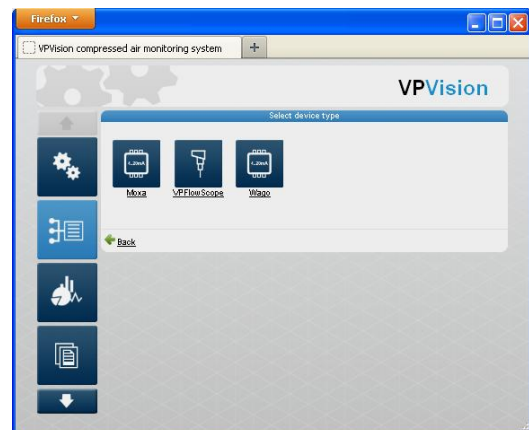 Firefox
VPVision compressed air monitoring system
VPVision
Select device type
4..20mA
4..20mA
Moxa
VPFlowScope
Wago
Back